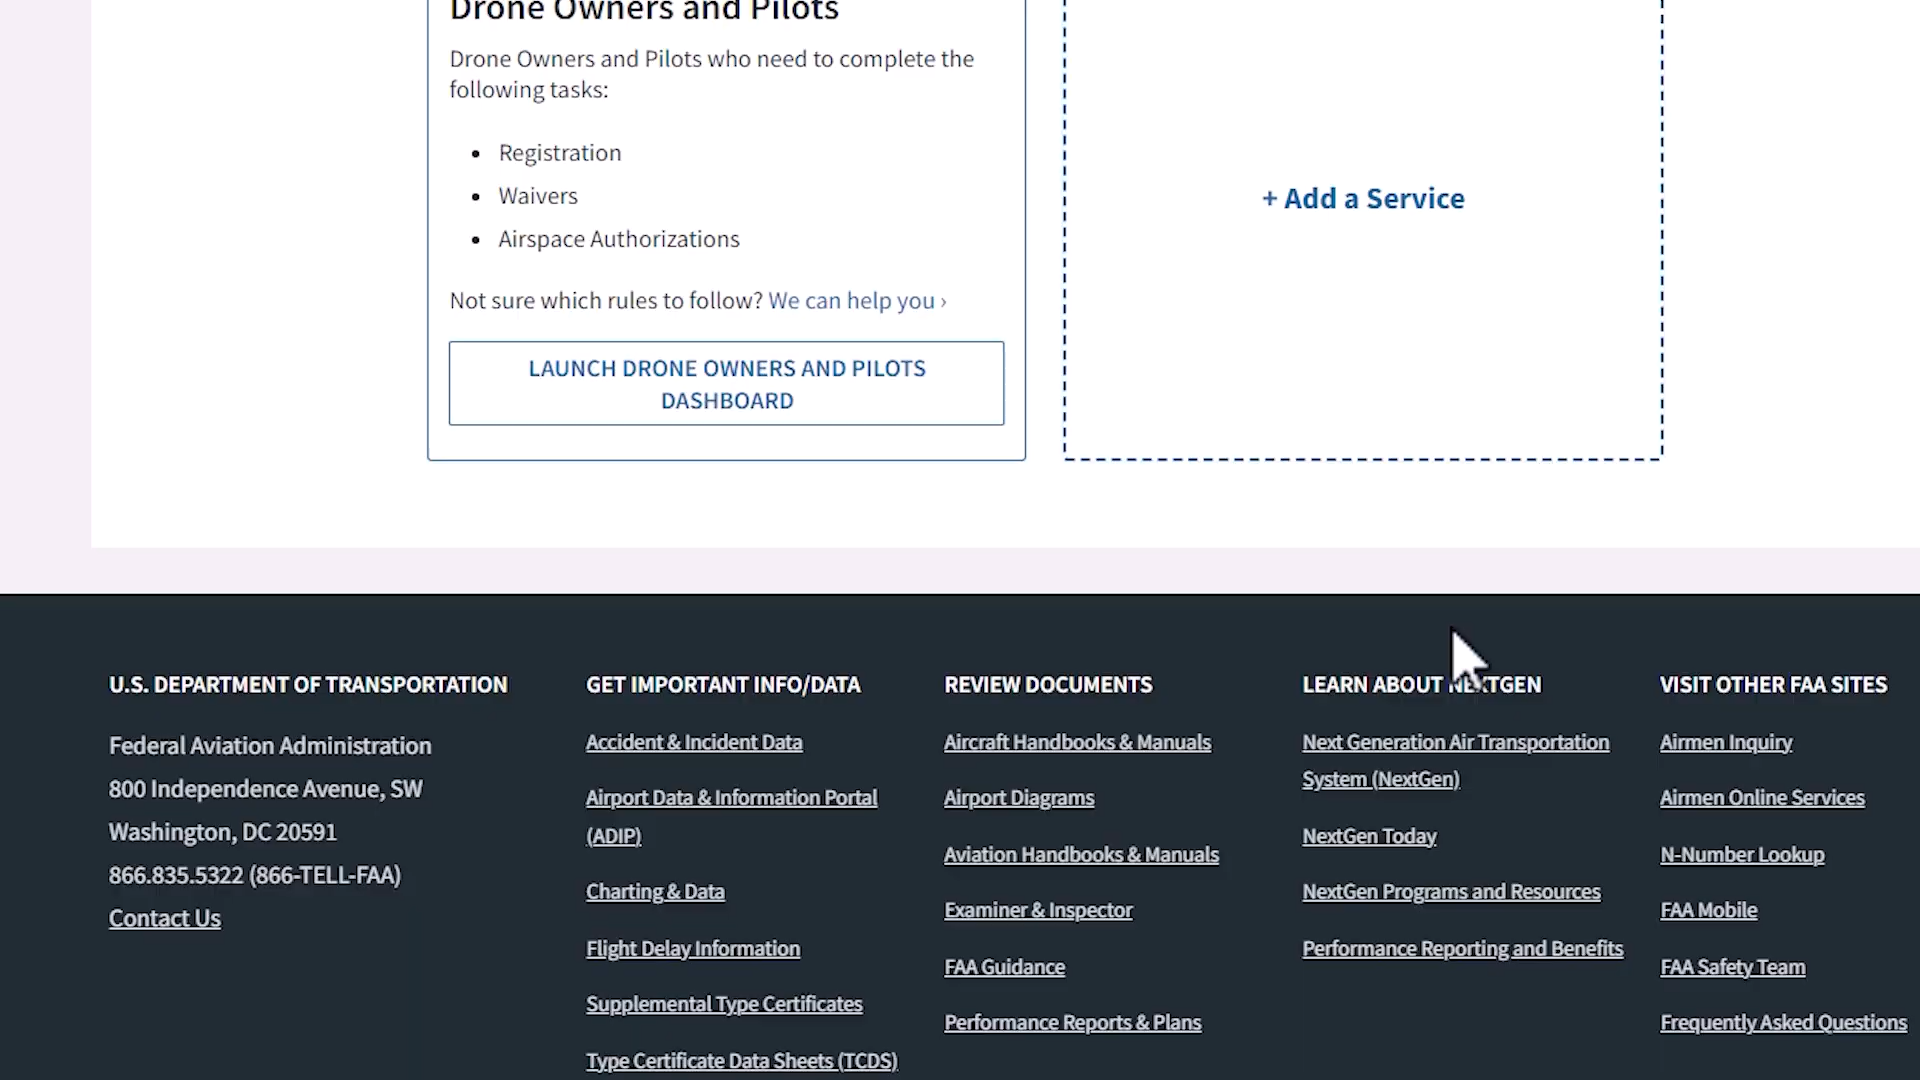 Drone Owners and Pilots
Drone Owners and Pilots who need to complete the
following tasks:
• Registration
• Waivers
• Airspace Authorizations
Not sure which rules to follow? We can help you ›
LAUNCH DRONE OWNERS AND PILOTS
DASHBOARD
+ Add a Service
U.S. DEPARTMENT OF TRANSPORTATION
Federal Aviation Administration
800 Independence Avenue, SW
Washington, DC 20591
866.835.5322 (866-TELL-FAA)
Contact Us
GET IMPORTANT INFO/DATA
Accident & Incident Data
Airport Data & Information Portal
(ADIP)
Charting & Data
Flight Delay Information
Supplemental Type Certificates
Type Certificate Data Sheets (TCDS)
REVIEW DOCUMENTS
Aircraft Handbooks & Manuals
Airport Diagrams
Aviation Handbooks & Manuals
Examiner & Inspector
FAA Guidance
Performance Reports & Plans
LEARN ABOUT NEXTGEN
Next Generation Air Transportation
System (NextGen)
NextGen Today
NextGen Programs and Resources
Performance Reporting and Benefits
VISIT OTHER FAA SITES
Airmen Inquiry
Airmen Online Services
N-Number Lookup
FAA Mobile
FAA Safety Team
Frequently Asked Questions